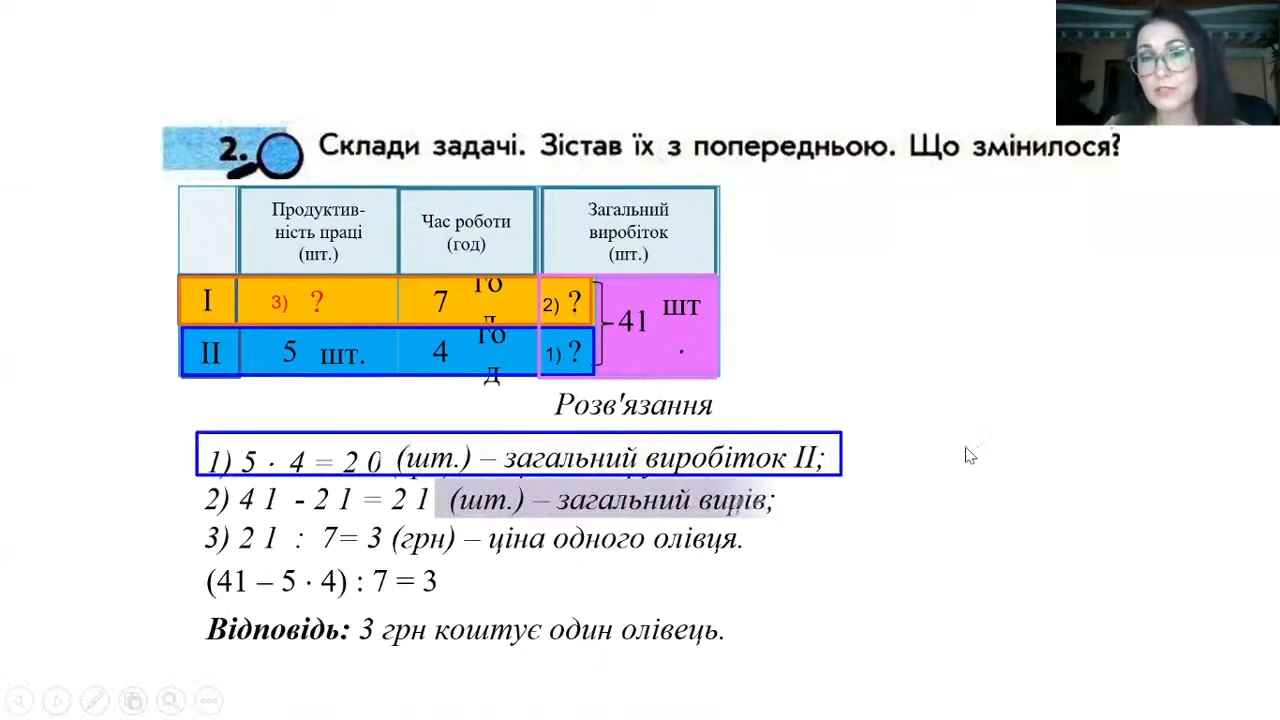 2. Склади задачі. Зістав їх з попередньою. Що змінилося?
Продуктив-
ність праці
(шт.)
Час роботи
(год)
Загальний
виробіток
(шт.)
I 3) ? 7 го 2) ?
д
41 шт
.
II 5 шт. 4 го 1) ?
д
Розв'язання
1) 5 · 4 = 2 0 (шт.) – загальний виробіток II;
2) 4 1 - 2 1 = 2 1 (шт.) – загальний
3) 2 1 : 7= 3 (грн) – ціна одного олівця.
(41 – 5 · 4) : 7 = 3
Відповідь: 3 грн коштує один олівець.